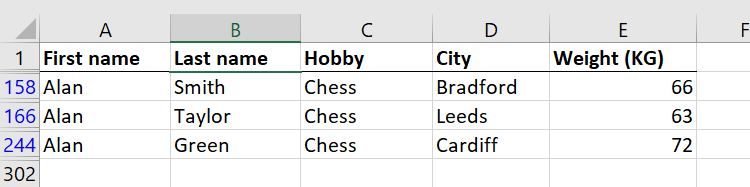 A B C D E F
1 First name Last name Hobby City Weight (KG)
158 Alan Smith Chess Bradford 66
166 Alan Taylor Chess Leeds 63
244 Alan Green Chess Cardiff 72
302